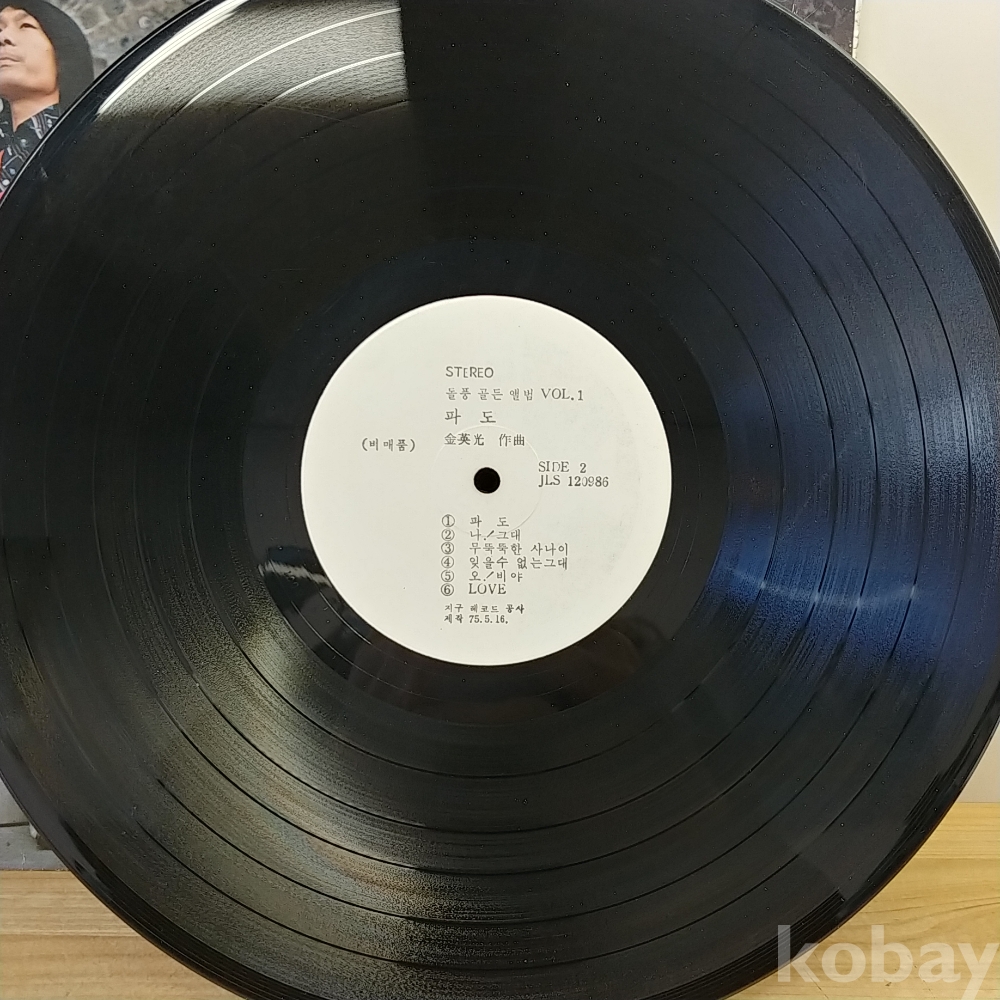 STEREO
돌풍 골든 앨범 VOL.1
파 도
(비매품) 金英光 作曲
SIDE 2
JLS 120986
① 파 도
② 나!그대
③ 무뚝뚝한 사나이
④ 잊을수 없는그대
⑤ 오!비야
⑥ LOVE
지구 레코드 공사
제작 75.5.16.
kobay